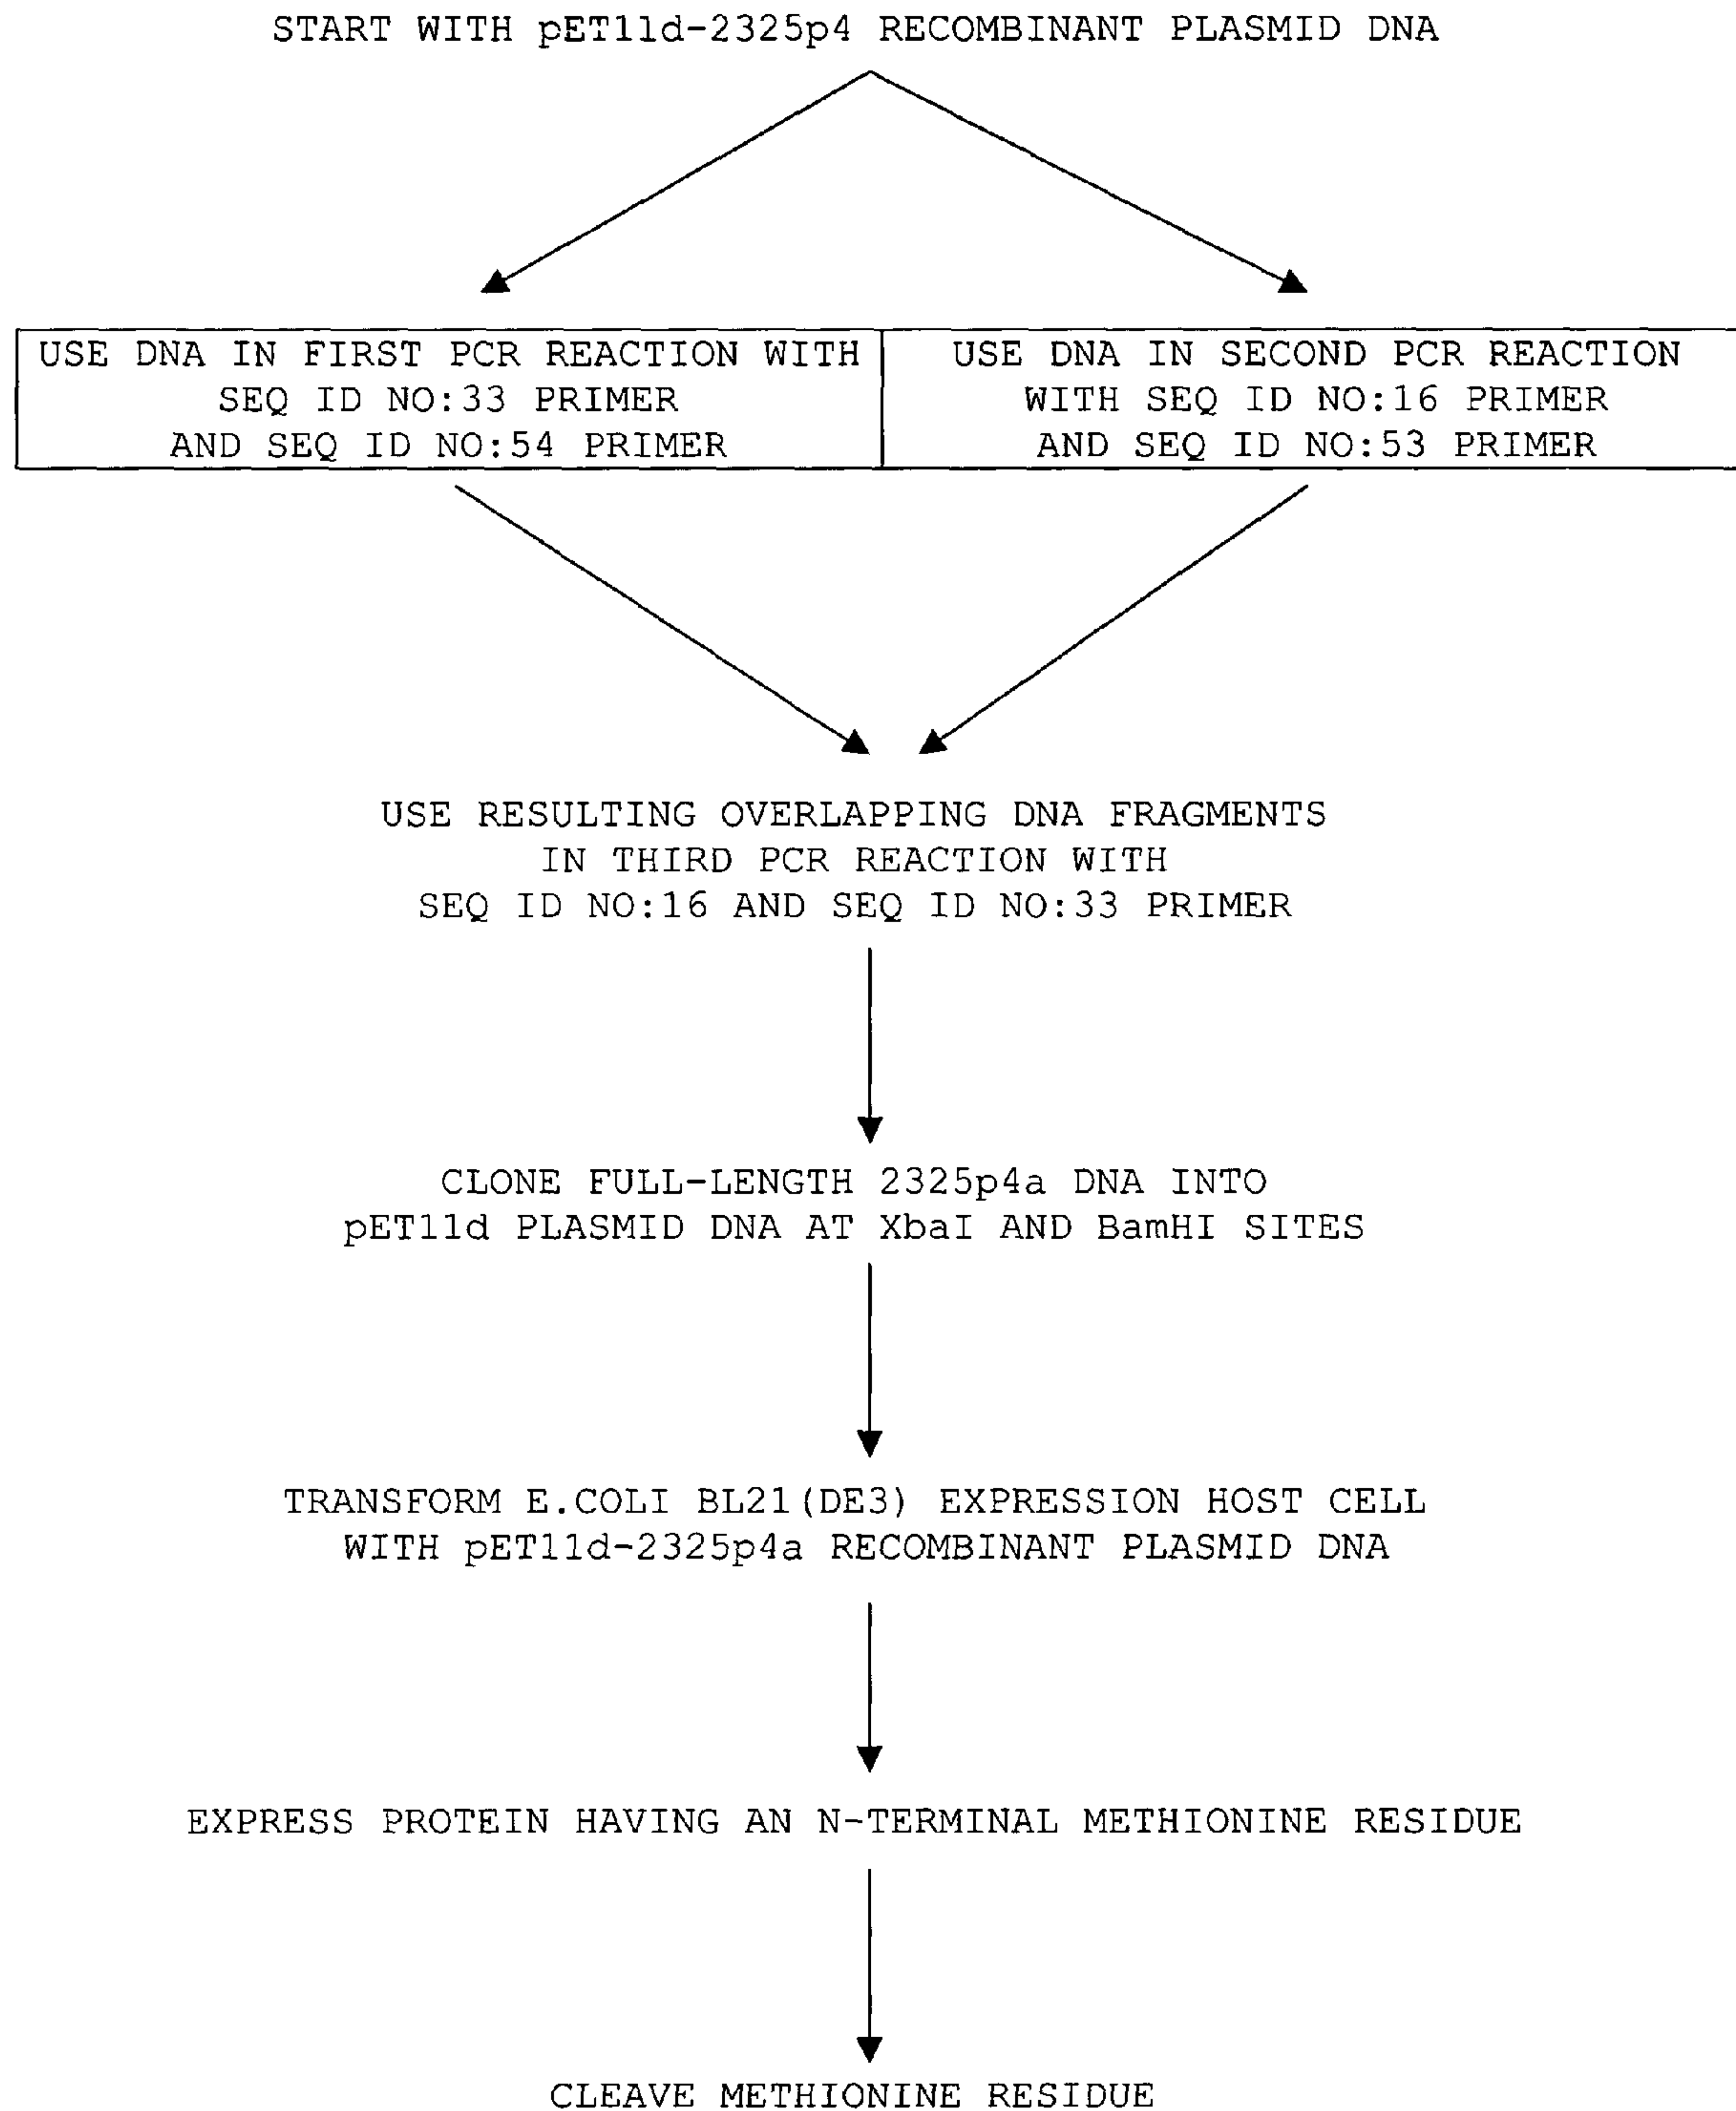 START WITH pET11d-2325p4 RECOMBINANT PLASMID DNA
USE DNA IN FIRST PCR REACTION WITH
SEQ ID NO:33 PRIMER
AND SEQ ID NO:54 PRIMER
USE DNA IN SECOND PCR REACTION
WITH SEQ ID NO:16 PRIMER
AND SEQ ID NO:53 PRIMER
USE RESULTING OVERLAPPING DNA FRAGMENTS
IN THIRD PCR REACTION WITH
SEQ ID NO:16 AND SEQ ID NO:33 PRIMER
CLONE FULL-LENGTH 2325p4a DNA INTO
pET11d PLASMID DNA AT XbaI AND BamHI SITES
TRANSFORM E.COLI BL21(DE3) EXPRESSION HOST CELL
WITH pET11d-2325p4a RECOMBINANT PLASMID DNA
EXPRESS PROTEIN HAVING AN N-TERMINAL METHIONINE RESIDUE
CLEAVE METHIONINE RESIDUE